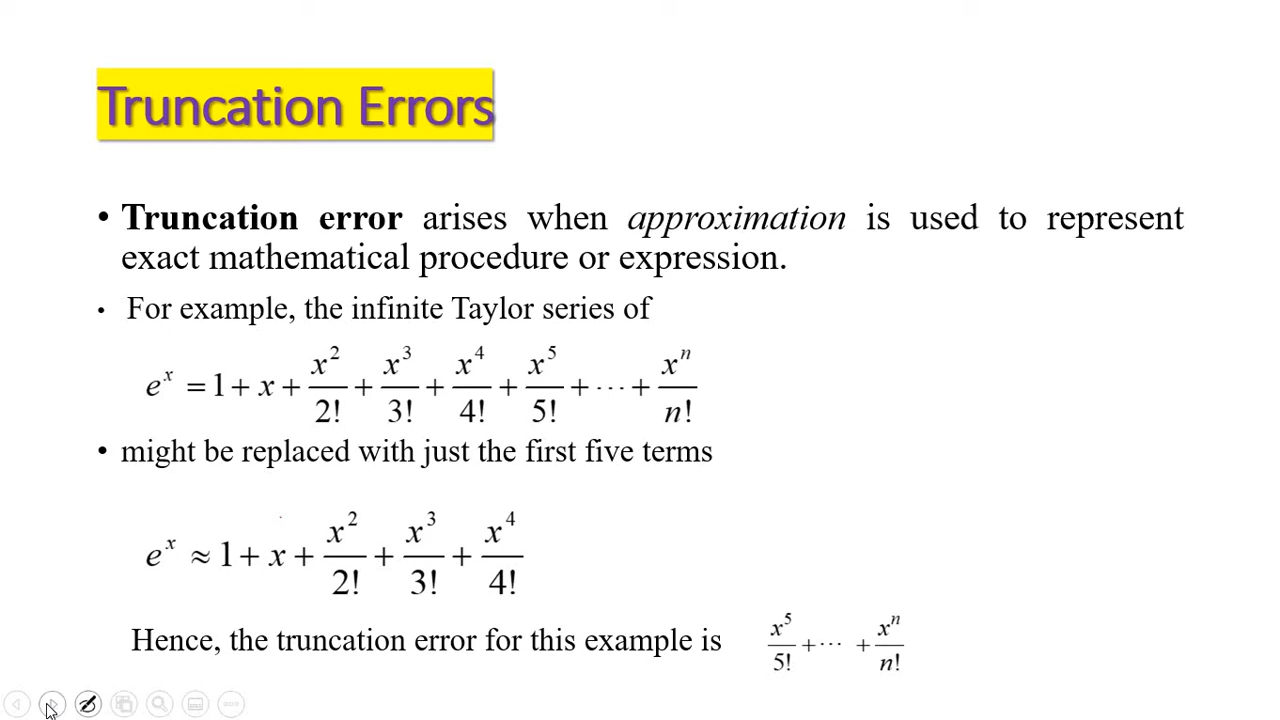 Truncation Errors
• Truncation error arises when approximation is used to represent
exact mathematical procedure or expression.
• For example, the infinite Taylor series of
e^x = 1 + x + x^2/2! + x^3/3! + x^4/4! + x^5/5! + ⋯ + x^n/n!
• might be replaced with just the first five terms
e^x ≈ 1 + x + x^2/2! + x^3/3! + x^4/4!
Hence, the truncation error for this example is x^5/5! + ⋯ + x^n/n!